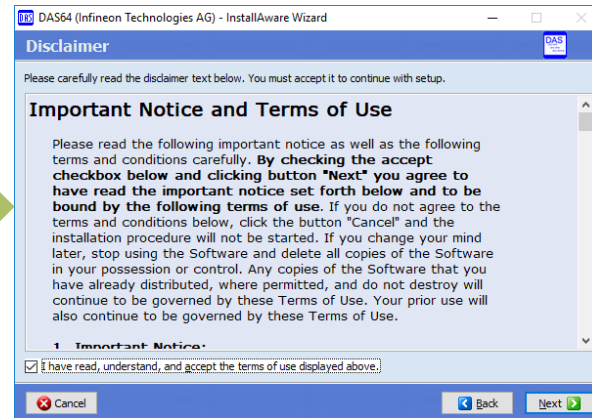 DAS DAS64 (Infineon Technologies AG) - InstallAware Wizard
Disclaimer
DAS
Please carefully read the disclaimer text below. You must accept it to continue with setup.
Important Notice and Terms of Use
Please read the following important notice as well as the following
terms and conditions carefully. By checking the accept
checkbox below and clicking button "Next" you agree to
have read the important notice set forth below and to be
bound by the following terms of use. If you do not agree to the
terms and conditions below, click the button "Cancel" and the
installation procedure will not be started. If you change your mind
later, stop using the Software and delete all copies of the Software
in your possession or control. Any copies of the Software that you
have already distributed, where permitted, and do not destroy will
continue to be governed by these Terms of Use. Your prior use will
also continue to be governed by these Terms of Use.
1. Important Notice:
I have read, understand, and accept the terms of use displayed above.
Cancel
Back
Next